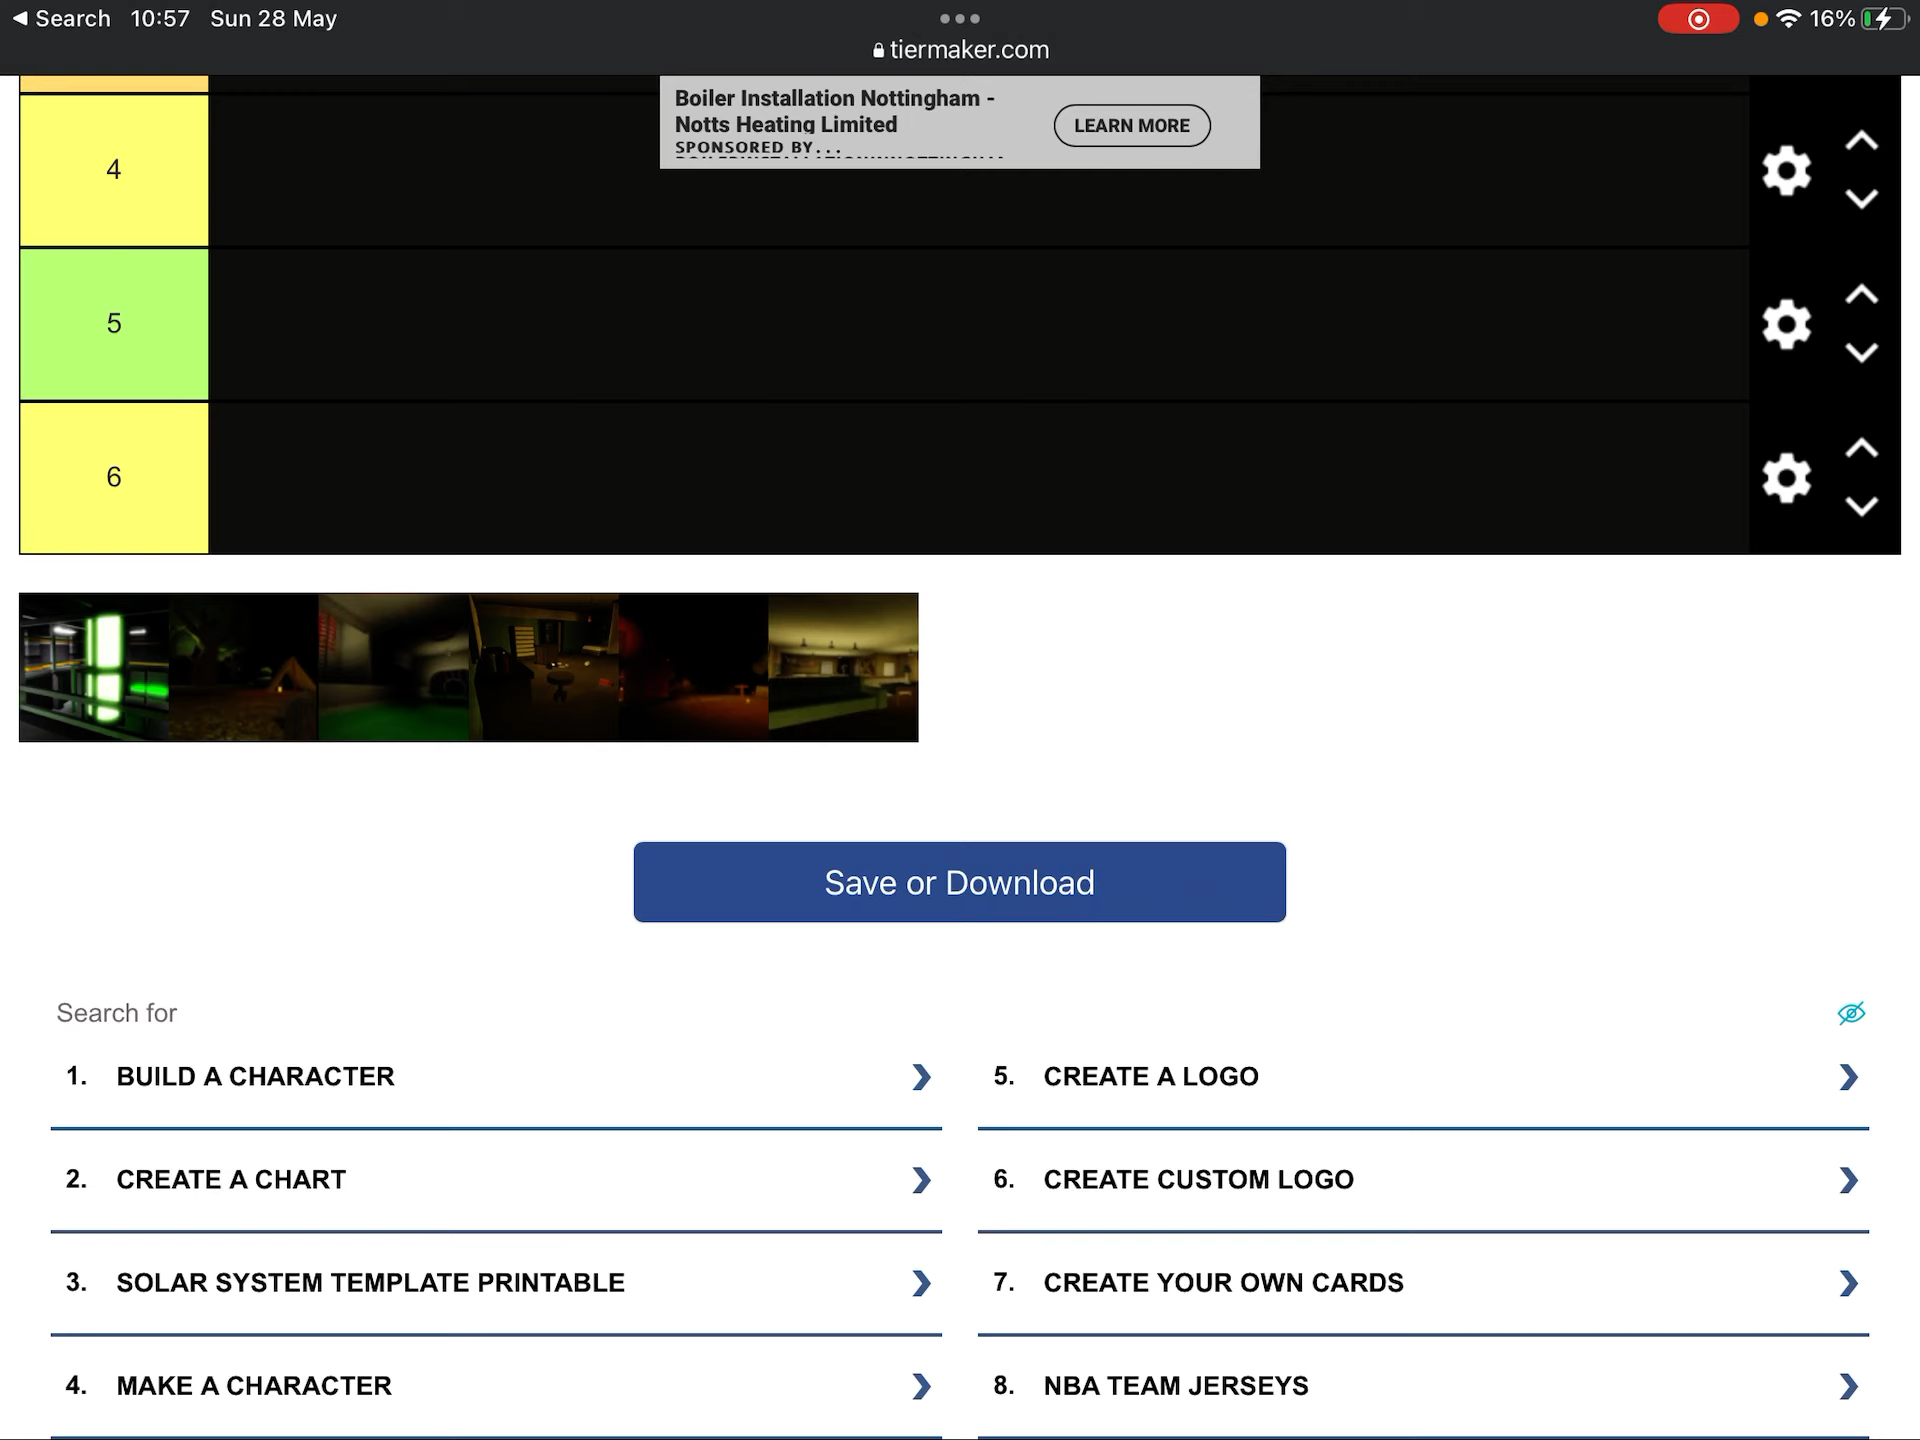 Search 10:57 Sun 28 May
16%
tiermaker.com
Boiler Installation Nottingham -
Notts Heating Limited
SPONSORED BY...
LEARN MORE
4
5
6
Save or Download
Search for
1. BUILD A CHARACTER
2. CREATE A CHART
3. SOLAR SYSTEM TEMPLATE PRINTABLE
4. MAKE A CHARACTER
5. CREATE A LOGO
6. CREATE CUSTOM LOGO
7. CREATE YOUR OWN CARDS
8. NBA TEAM JERSEYS